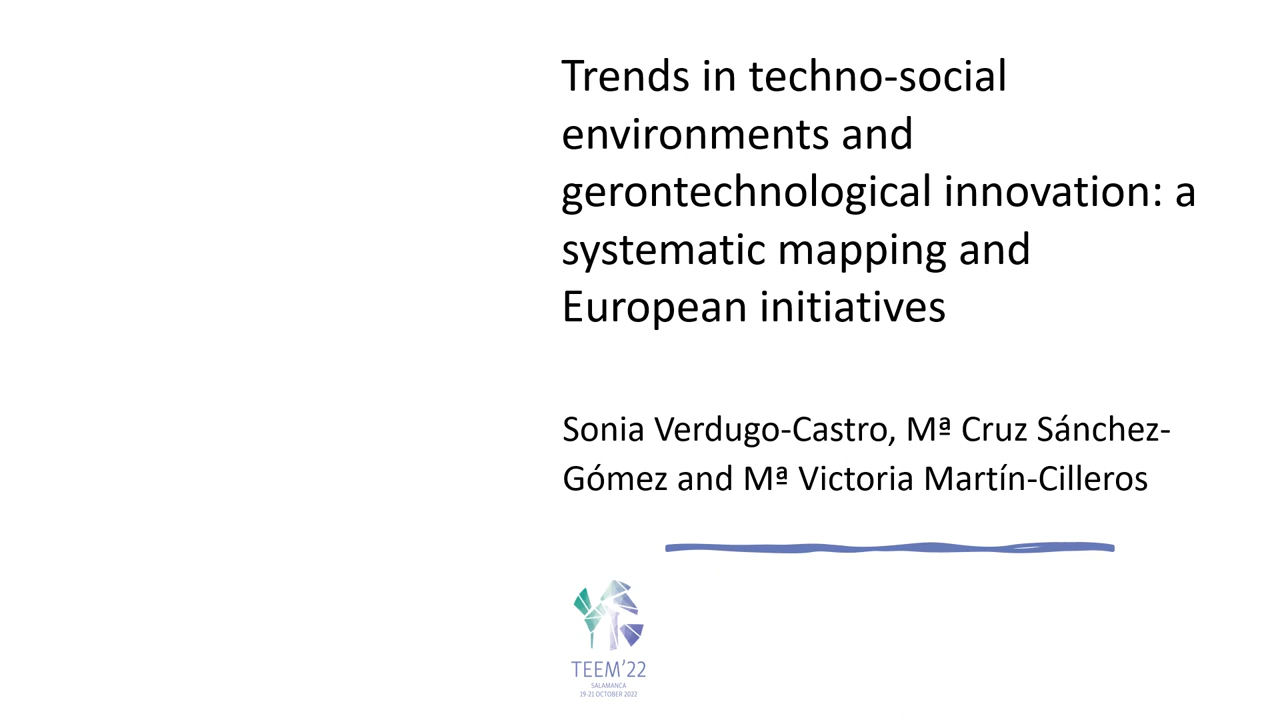 Trends in techno-social
environments and
gerontechnological innovation: a
systematic mapping and
European initiatives
Sonia Verdugo-Castro, Mª Cruz Sánchez-
Gómez and Mª Victoria Martín-Cilleros
TEEM’22
SALAMANCA
19-21 OCTOBER 2022